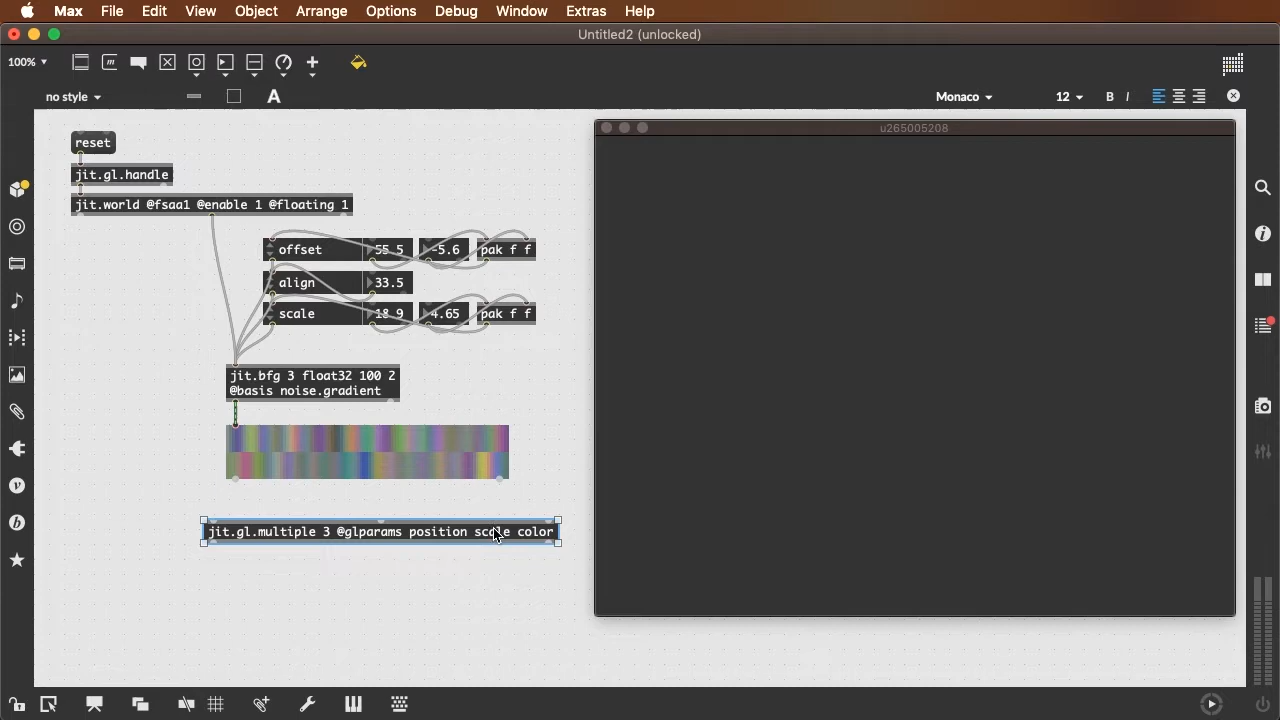 Max File Edit View Object Arrange Options Debug Window Extras Help
Untitled2 (unlocked)
100%
no style
A
Monaco
12
B I
reset
jit.gl.handle
jit.world @fsaa1 @enable 1 @floating 1
offset 55.5 -5.6 pak f f
align 33.5
scale 18.9 4.65 pak f f
jit.bfg 3 float32 100 2
@basis noise.gradient
jit.gl.multiple 3 @glparams position scale color
u265005208